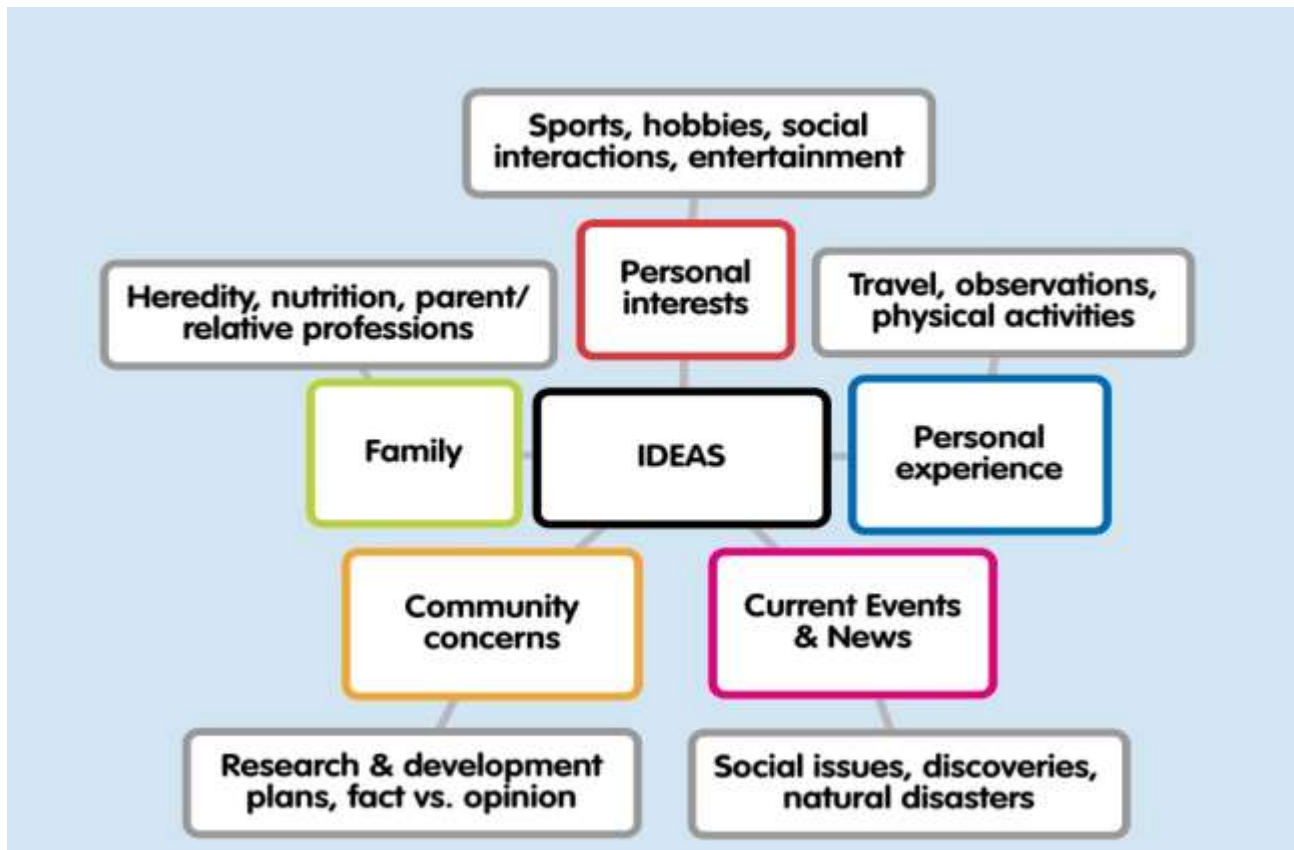 Sports, hobbies, social
interactions, entertainment
Personal
interests
Heredity, nutrition, parent/
relative professions
Travel, observations,
physical activities
Family
IDEAS
Personal
experience
Community
concerns
Current Events
& News
Research & development
plans, fact vs. opinion
Social issues, discoveries,
natural disasters